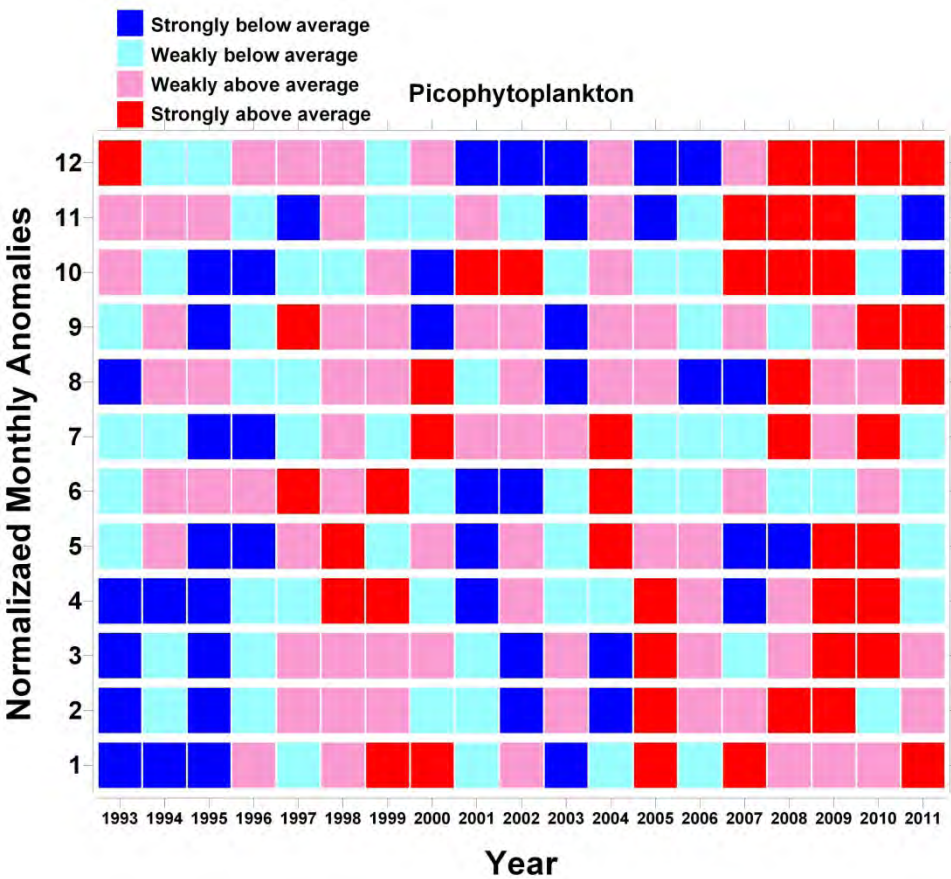 Strongly below average
Weakly below average
Weakly above average
Strongly above average
Picophytoplankton
Normalizaed Monthly Anomalies
12
11
10
9
8
7
6
5
4
3
2
1
1993 1994 1995 1996 1997 1998 1999 2000 2001 2002 2003 2004 2005 2006 2007 2008 2009 2010 2011
Year